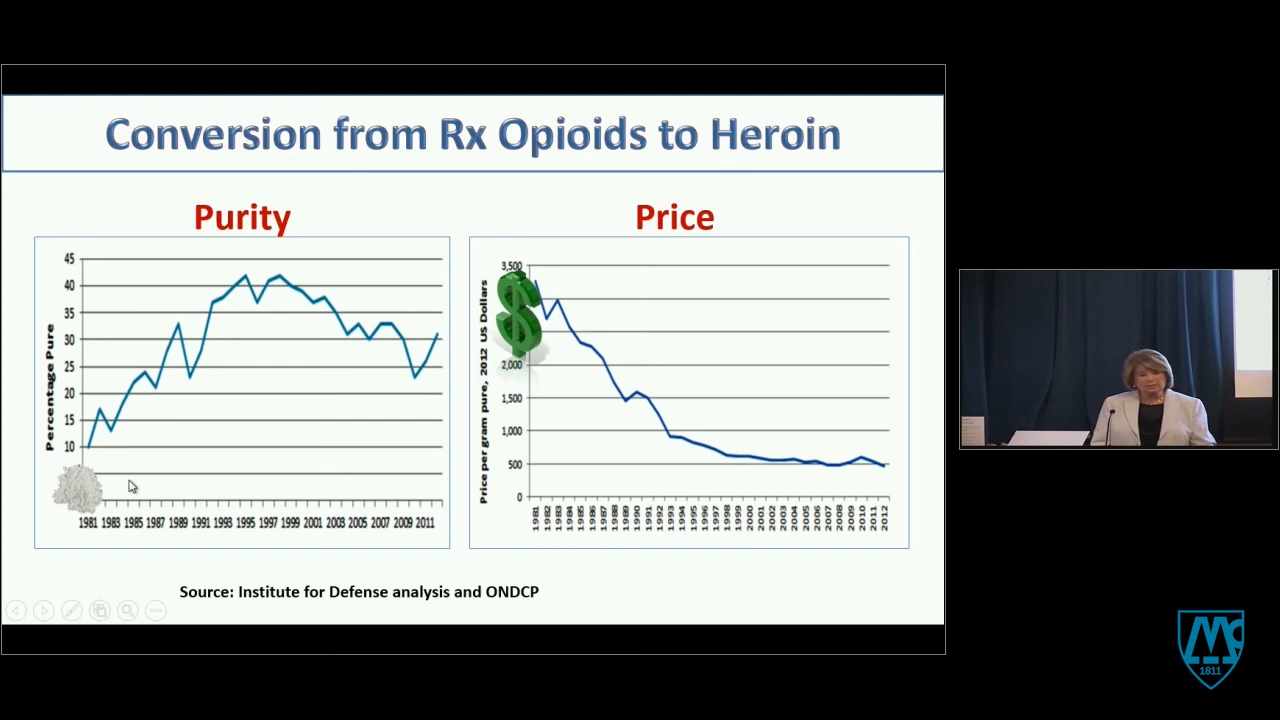 Conversion from Rx Opioids to Heroin
Purity
Price
Percentage Pure
45
40
35
30
25
20
15
10
1981 1983 1985 1987 1989 1991 1993 1995 1997 1999 2001 2003 2005 2007 2009 2011
Price per gram pure, 2012 US Dollars
3,500
2,000
1,500
1,000
500
0
1981 1982 1983 1984 1985 1986 1987 1988 1989 1990 1991 1992 1993 1994 1995 1996 1997 1998 1999 2000 2001 2002 2003 2004 2005 2006 2007 2008 2009 2010 2011 2012
Source: Institute for Defense analysis and ONDCP
1811